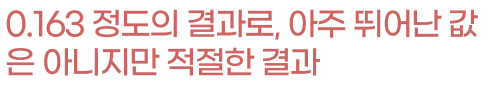 0.163 정도의 결과로, 아주 뛰어난 값
은 아니지만 적절한 결과